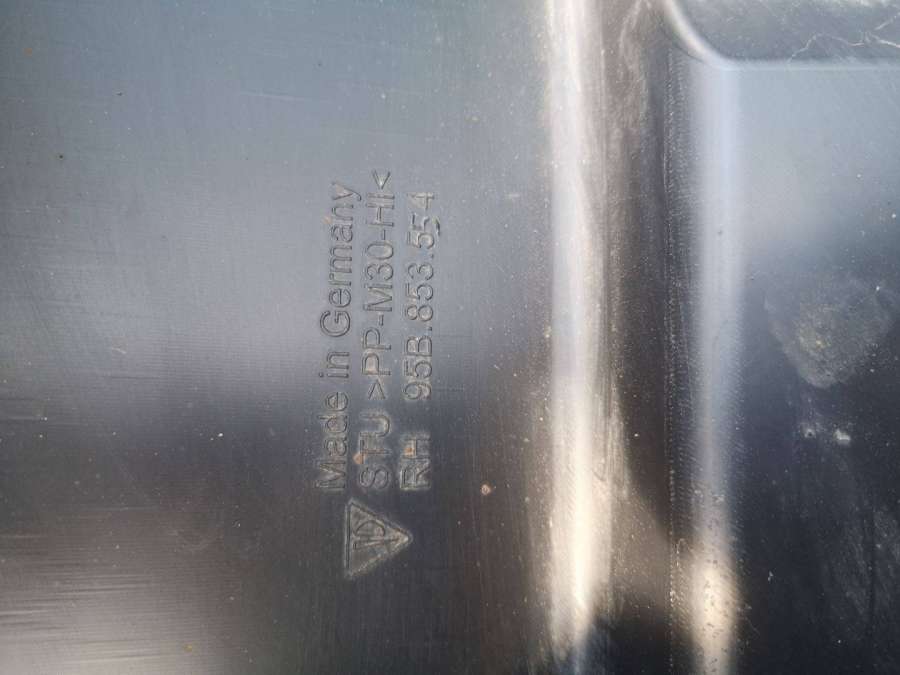 Made in Germany
STU >PP-M30-HI<
RH 95B.853.554